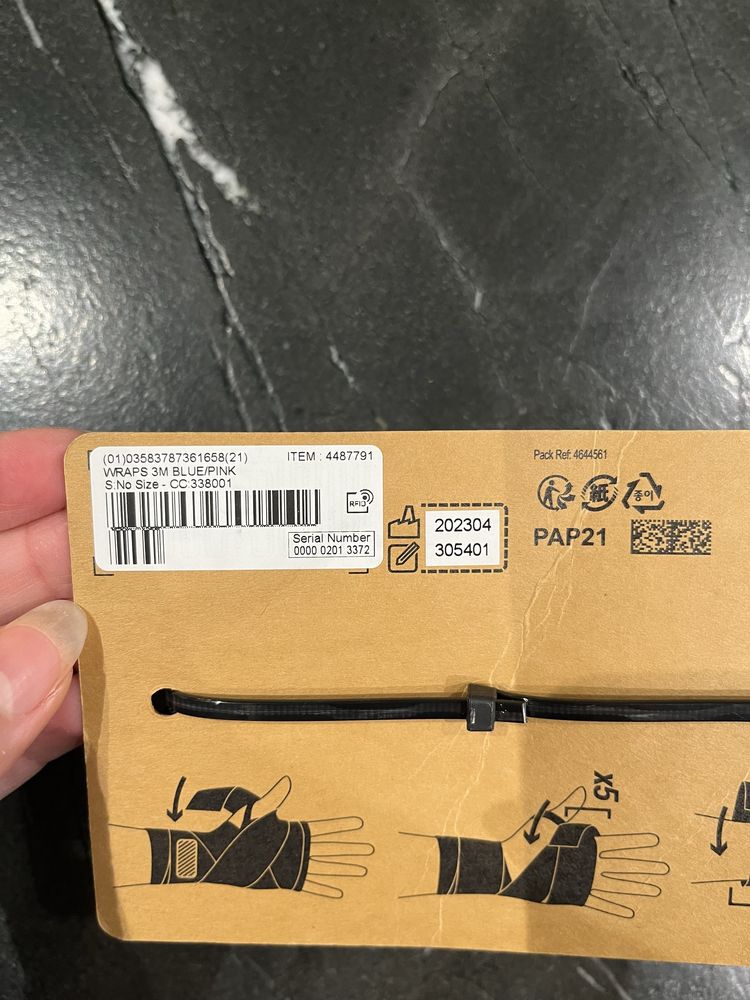 (01)03583787361658(21)
ITEM : 4487791
WRAPS 3M BLUE/PINK
S:No Size - CC:338001
RFID
Serial Number
0000 0201 3372
202304
305401
Pack Ref: 4644561
紙
종이
PAP21
x5